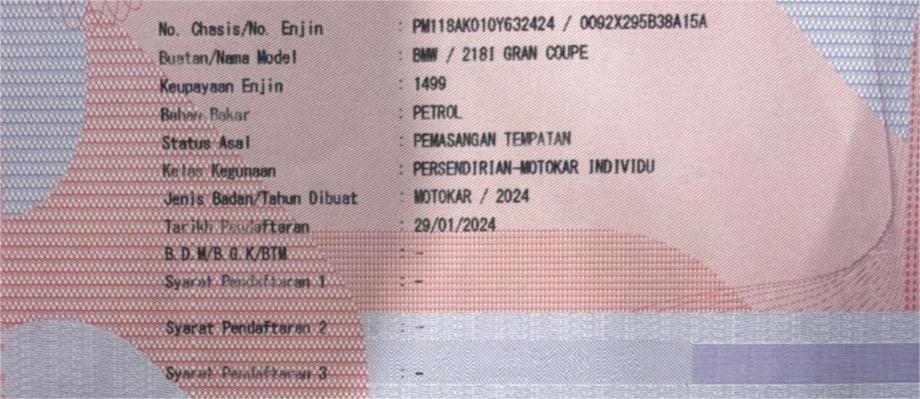 No. Chasis/No. Enjin : PM118AK010Y632424 / 0092X295B38A15A
Buatan/Nama Model : BMW / 218I GRAN COUPE
Keupayaan Enjin : 1499
Bahan Bakar : PETROL
Status Asal : PEMASANGAN TEMPATAN
Kelas Kegunaan : PERSENDIRIAN-MOTOKAR INDIVIDU
Jenis Badan/Tahun Dibuat : MOTOKAR / 2024
Tarikh Pendaftaran : 29/01/2024
B.D.M/B.G.K/BTM : -
Syarat Pendaftaran 1 : -
Syarat Pendaftaran 2 : -
Syarat Pendaftaran 3 : -